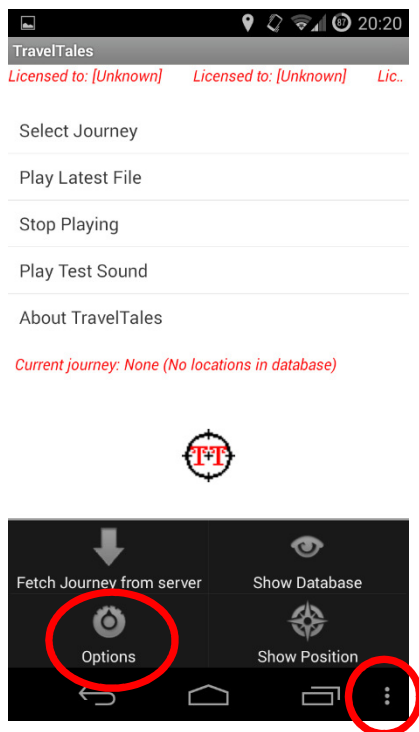 87 20:20
TravelTales
Licensed to: [Unknown] Licensed to: [Unknown] Lic..
Select Journey
Play Latest File
Stop Playing
Play Test Sound
About TravelTales
Current journey: None (No locations in database)
T+T
Fetch Journey from server Show Database
Options Show Position